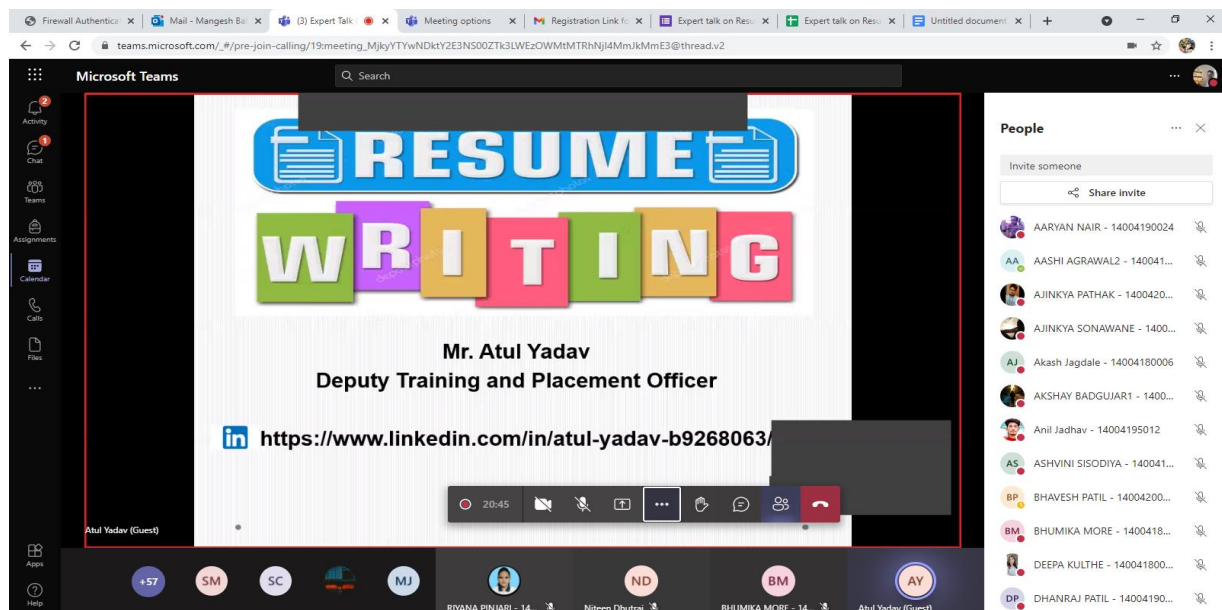 Firewall Authentica
Mail - Mangesh Bal
(3) Expert Talk
Meeting options
Registration Link fo
Expert talk on Resu
Expert talk on Resu
Untitled document
teams.microsoft.com/_#/pre-join-calling/19:meeting_MjkyYTYwNDktY2E3NS00ZTk3LWEzOWMtMTRhNjI4MmJkMmE3@thread.v2
Microsoft Teams
Search
2
Activity
1
Chat
Teams
Assignments
Calendar
Calls
Files
Apps
Help
RESUME
WRITING
Mr. Atul Yadav
Deputy Training and Placement Officer
in https://www.linkedin.com/in/atul-yadav-b9268063/
20:45
Atul Yadav (Guest)
+57
SM
SC
MJ
RIYANA PINJARI - 14...
ND
Niteen Dhutraj
BM
BHUMIKA MORE - 14...
AY
Atul Yadav (Guest)
People
Invite someone
Share invite
AARYAN NAIR - 14004190024
AA AASHI AGRAWAL2 - 140041...
AJINKYA PATHAK - 1400420...
AJINKYA SONAWANE - 1400...
AJ Akash Jagdale - 14004180006
AKSHAY BADGUJAR1 - 1400...
Anil Jadhav - 14004195012
AS ASHVINI SISODIYA - 140041...
BP BHAVESH PATIL - 14004200...
BM BHUMIKA MORE - 1400418...
DEEPA KULTHE - 140041800...
DP DHANRAJ PATIL - 14004190...